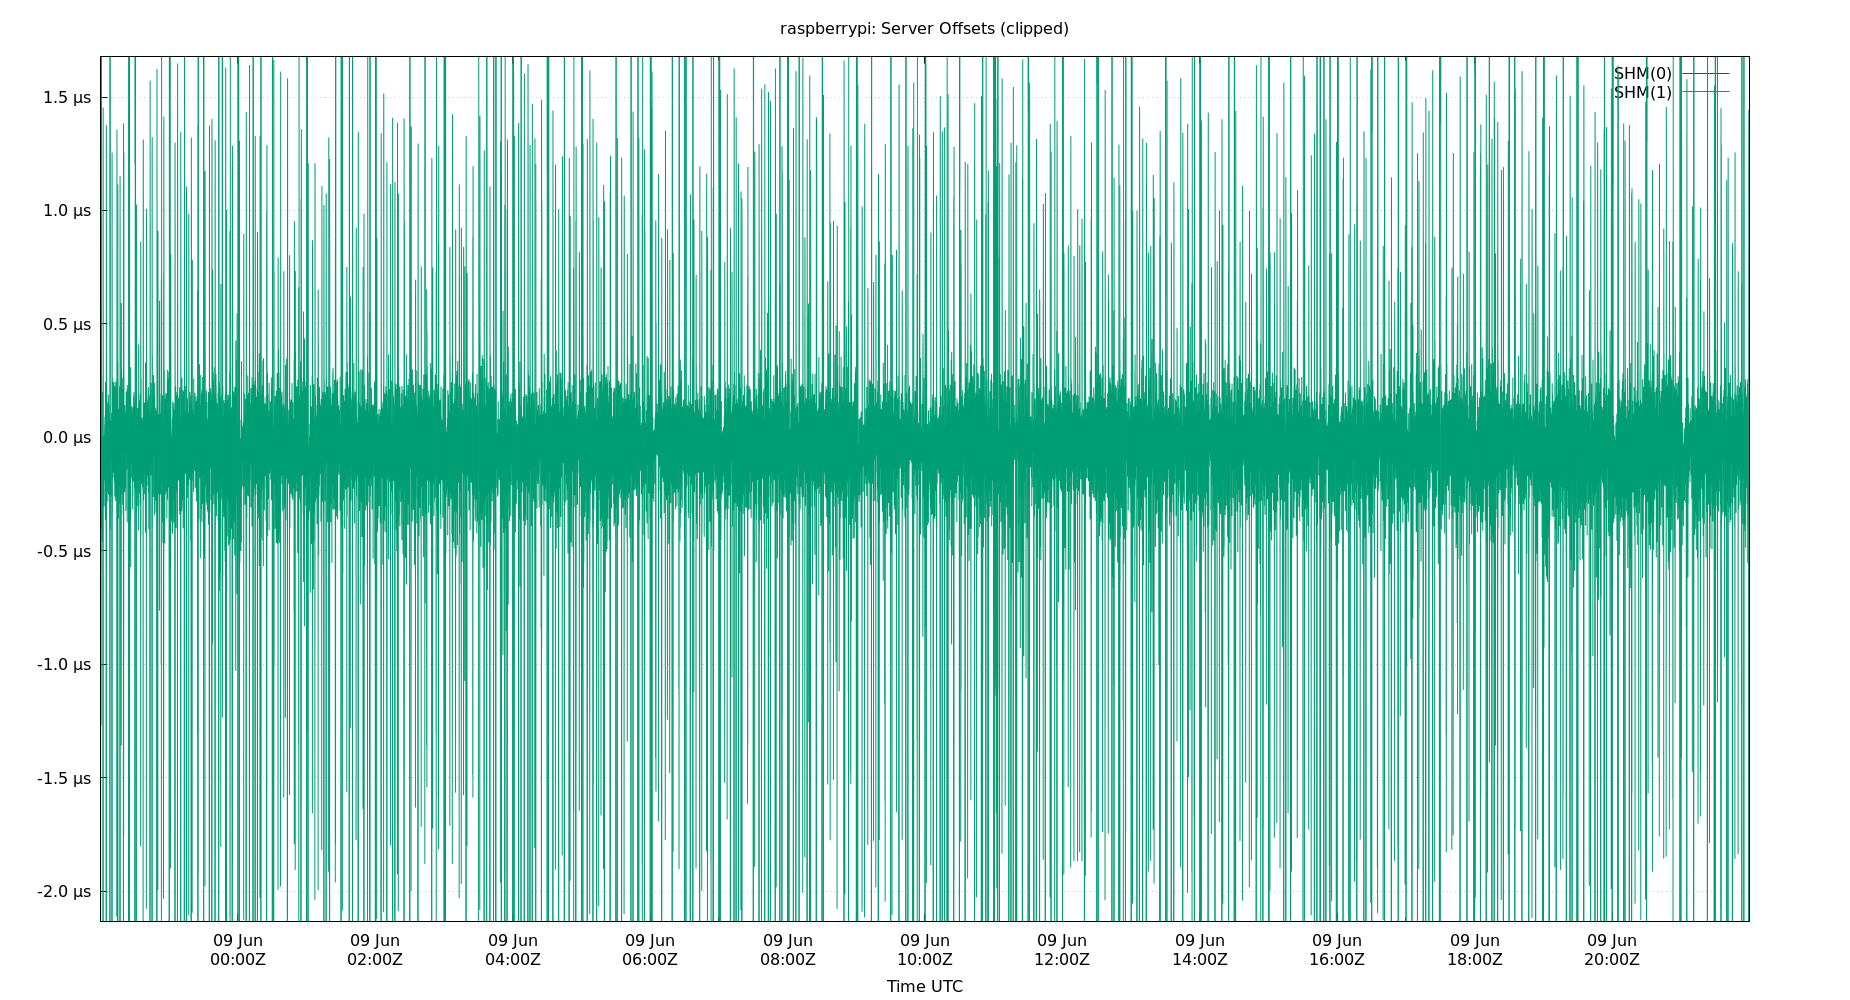 raspberrypi: Server Offsets (clipped)
SHM(0)
SHM(1)
1.5 µs
1.0 µs
0.5 µs
0.0 µs
-0.5 µs
-1.0 µs
-1.5 µs
-2.0 µs
09 Jun 09 Jun 09 Jun 09 Jun 09 Jun 09 Jun 09 Jun 09 Jun 09 Jun 09 Jun 09 Jun
00:00Z 02:00Z 04:00Z 06:00Z 08:00Z 10:00Z 12:00Z 14:00Z 16:00Z 18:00Z 20:00Z
Time UTC